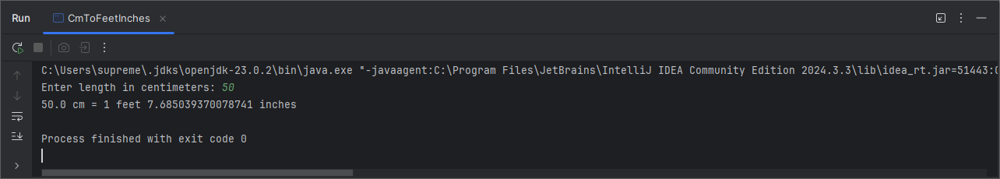 Run CmToFeetInches
C:\Users\supreme\.jdks\openjdk-23.0.2\bin\java.exe "-javaagent:C:\Program Files\JetBrains\IntelliJ IDEA Community Edition 2024.3.3\lib\idea_rt.jar=51443:
Enter length in centimeters: 50
50.0 cm = 1 feet 7.685039370078741 inches
Process finished with exit code 0